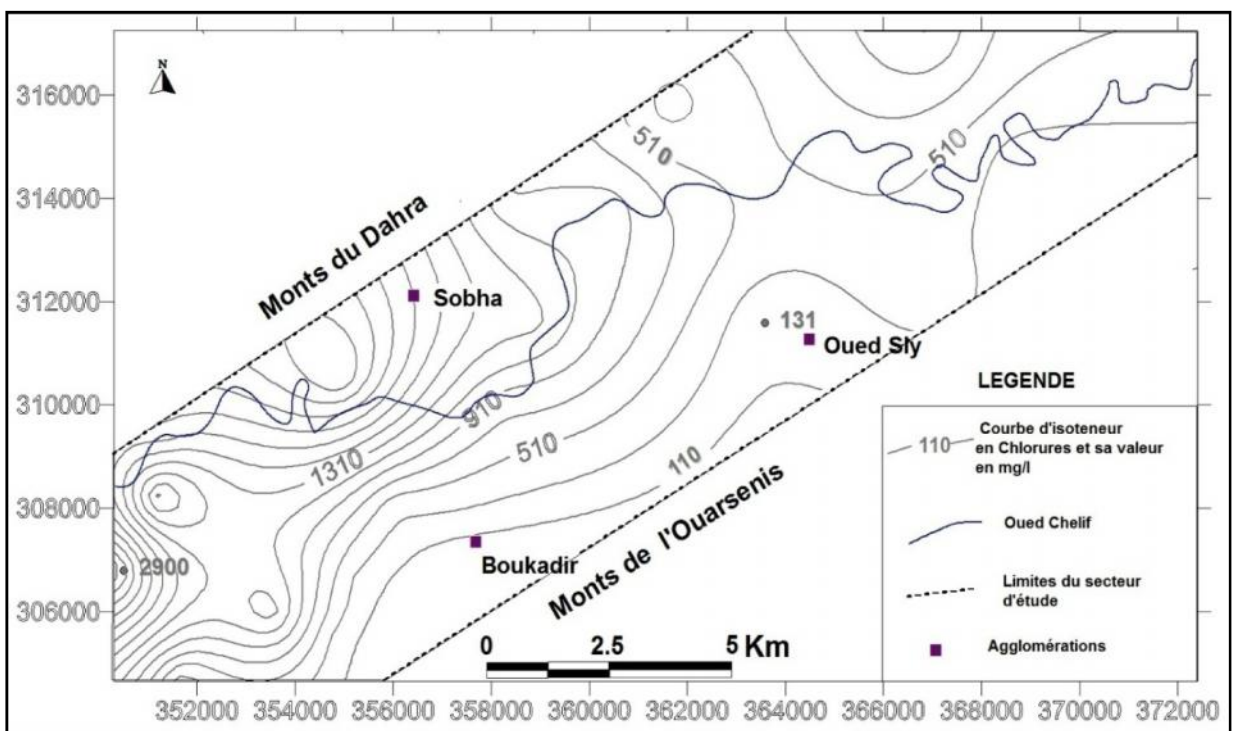 N
316000
314000
312000
310000
308000
306000
Monts du Dahra
Sobha
510
510
131
Oued Sly
910
510
1310
110
2900
Boukadir
Monts de l'Ouarsenis
0 2.5 5 Km
LEGENDE
110
Courbe d'isoteneur
en Chlorures et sa valeur
en mg/l
Oued Chelif
Limites du secteur
d'étude
Agglomérations
352000 354000 356000 358000 360000 362000 364000 366000 368000 370000 372000